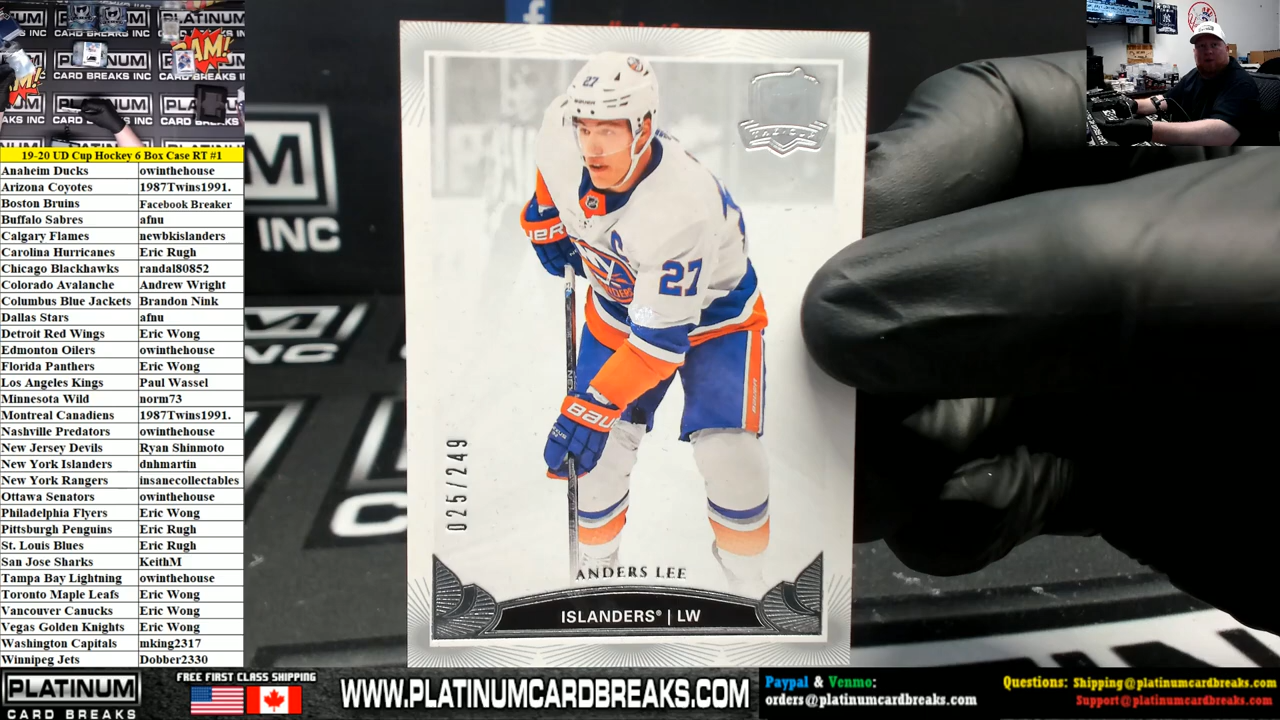 PLATINUM
CARD BREAKS INC
BAM!
19-20 UD Cup Hockey 6 Box Case RT #1
Anaheim Ducks owinthehouse
Arizona Coyotes 1987Twins1991.
Boston Bruins Facebook Breaker
Buffalo Sabres afnu
Calgary Flames newbkislanders
Carolina Hurricanes Eric Rugh
Chicago Blackhawks randal80852
Colorado Avalanche Andrew Wright
Columbus Blue Jackets Brandon Nink
Dallas Stars afnu
Detroit Red Wings Eric Wong
Edmonton Oilers owinthehouse
Florida Panthers Eric Wong
Los Angeles Kings Paul Wassel
Minnesota Wild norm73
Montreal Canadiens 1987Twins1991.
Nashville Predators owinthehouse
New Jersey Devils Ryan Shinmoto
New York Islanders dnhmartin
New York Rangers insanecollectables
Ottawa Senators owinthehouse
Philadelphia Flyers Eric Wong
Pittsburgh Penguins Eric Rugh
St. Louis Blues Eric Rugh
San Jose Sharks KeithM
Tampa Bay Lightning owinthehouse
Toronto Maple Leafs Eric Wong
Vancouver Canucks Eric Wong
Vegas Golden Knights Eric Wong
Washington Capitals mking2317
Winnipeg Jets Dobber2330
27
27
BAUER
025/249
ANDERS LEE
ISLANDERS® | LW
INC
PLATINUM
CARD BREAKS
FREE FIRST CLASS SHIPPING
WWW.PLATINUMCARDBREAKS.COM
Paypal & Venmo:
orders@platinumcardbreaks.com
Questions: Shipping@platinumcardbreaks.com
Support@platinumcardbreaks.com